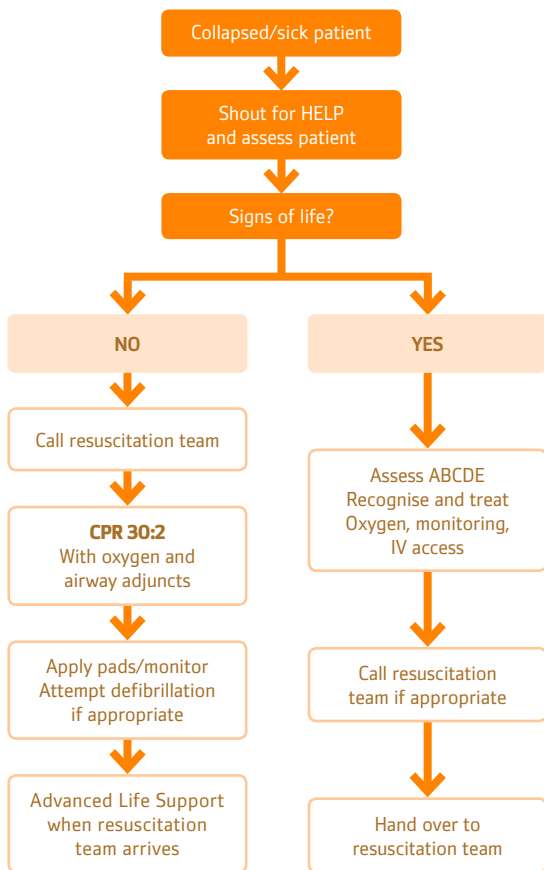 Collapsed/sick patient
Shout for HELP
and assess patient
Signs of life?
NO
Call resuscitation team
CPR 30:2
With oxygen and
airway adjuncts
Apply pads/monitor
Attempt defibrillation
if appropriate
Advanced Life Support
when resuscitation
team arrives
YES
Assess ABCDE
Recognise and treat
Oxygen, monitoring,
IV access
Call resuscitation
team if appropriate
Hand over to
resuscitation team